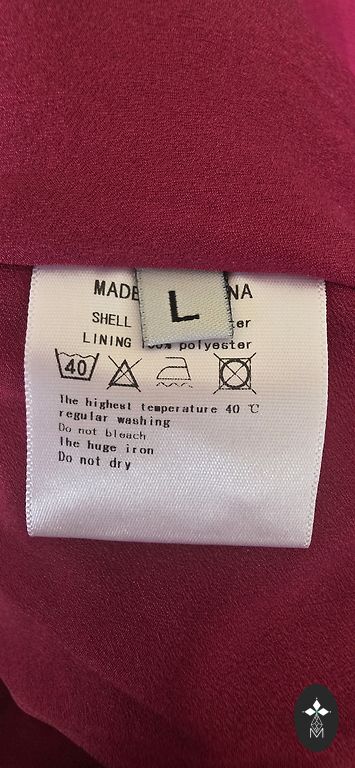 MADE NA
L
SHELL er
LINING 100% polyester
40
The highest temperature 40 ℃
regular washing
Do not bleach
The huge iron
Do not dry
M